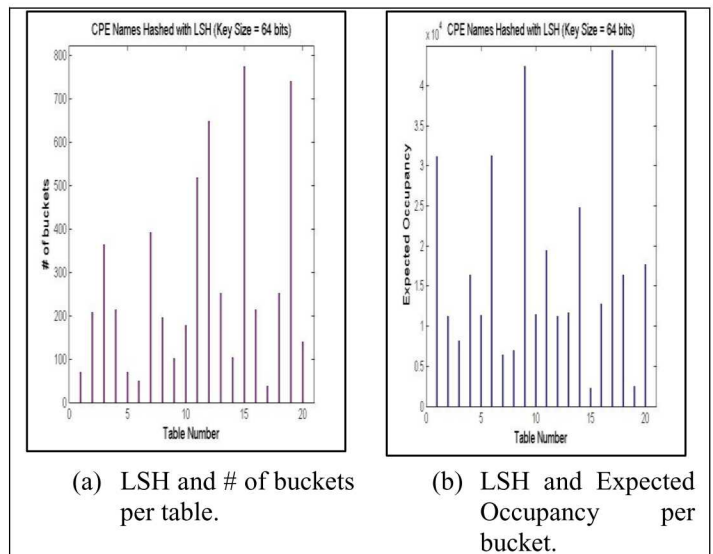 CPE Names Hashed with LSH (Key Size = 64 bits)
800
700
600
500
400
300
200
100
0
# of buckets
0 5 10 15 20
Table Number
(a) LSH and # of buckets
per table.
x 10^4 CPE Names Hashed with LSH (Key Size = 64 bits)
4
3.5
3
2.5
2
1.5
1
0.5
0
Expected Occupancy
0 5 10 15 20
Table Number
(b) LSH and Expected
Occupancy per
bucket.